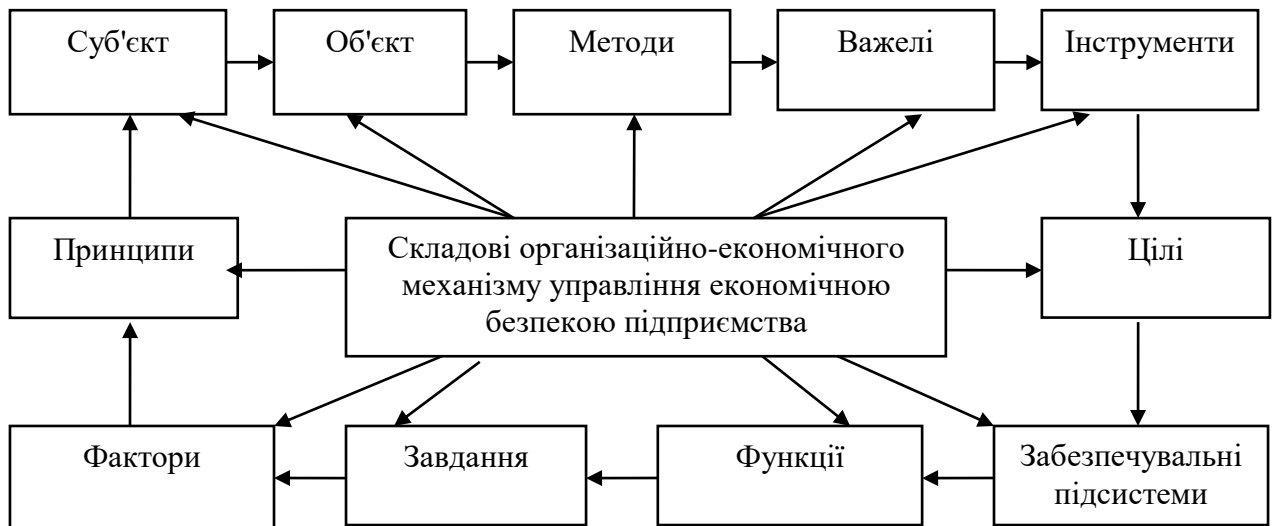 Суб'єкт
Об'єкт
Методи
Важелі
Інструменти
Принципи
Складові організаційно-економічного
механізму управління економічною
безпекою підприємства
Цілі
Фактори
Завдання
Функції
Забезпечувальні
підсистеми